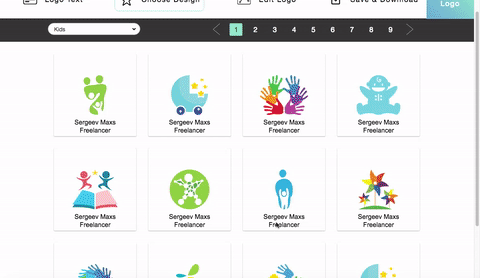 Logo Text
Choose Design
Edit Logo
Save & Download
Logo
Kids
1 2 3 4 5 6 7 8 9
Sergeev Maxs
Freelancer
Sergeev Maxs
Freelancer
Sergeev Maxs
Freelancer
Sergeev Maxs
Freelancer
Sergeev Maxs
Freelancer
Sergeev Maxs
Freelancer
Sergeev Maxs
Freelancer
Sergeev Maxs
Freelancer